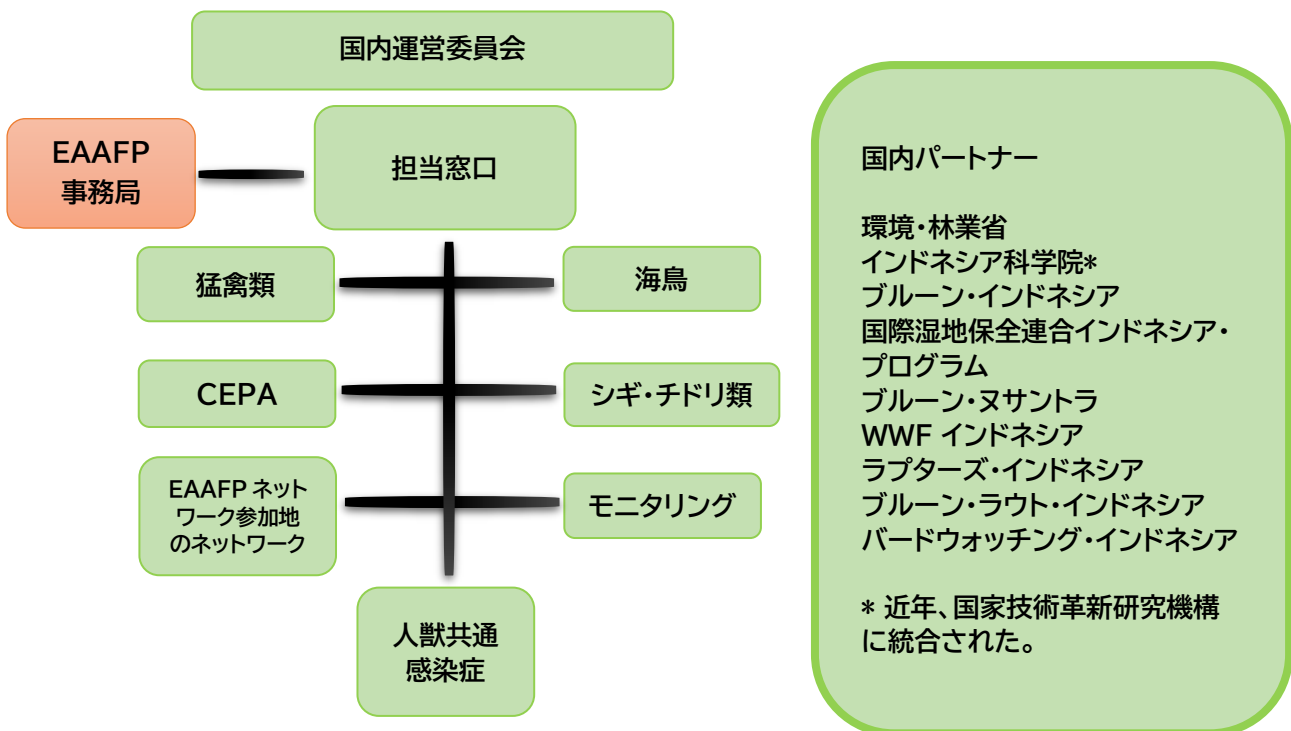 国内運営委員会
EAAFP
事務局
担当窓口
猛禽類
海鳥
CEPA
シギ・チドリ類
EAAFP ネット
ワーク参加地
のネットワーク
モニタリング
人獣共通
感染症
国内パートナー
環境・林業省
インドネシア科学院*
ブルーン・インドネシア
国際湿地保全連合インドネシア・
プログラム
ブルーン・ヌサントラ
WWF インドネシア
ラプターズ・インドネシア
ブルーン・ラウト・インドネシア
バードウォッチング・インドネシア
* 近年、国家技術革新研究機構
に統合された。